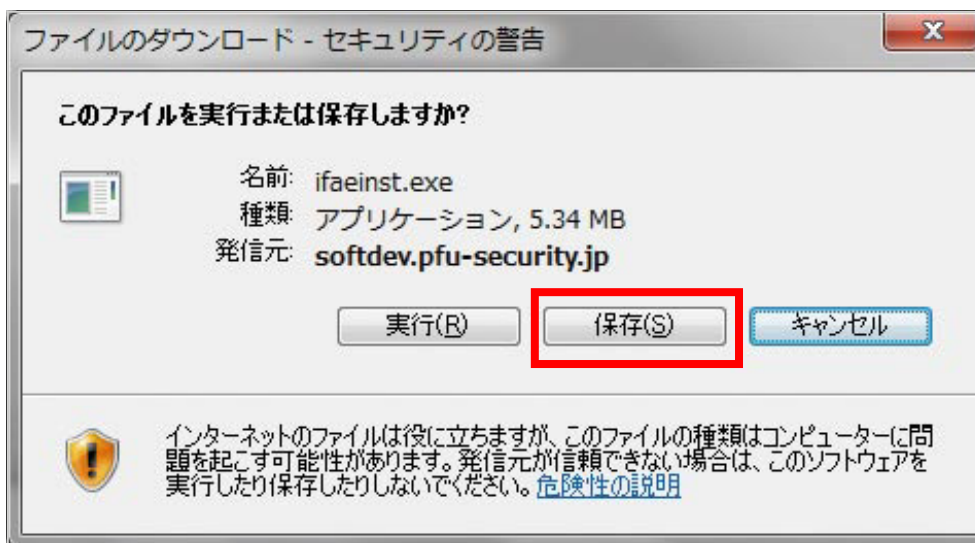 ファイルのダウンロード - セキュリティの警告
このファイルを実行または保存しますか?
名前: ifaeinst.exe
種類: アプリケーション, 5.34 MB
発信元: softdev.pfu-security.jp
実行(R) 保存(S) キャンセル
インターネットのファイルは役に立ちますが、このファイルの種類はコンピューターに問
題を起こす可能性があります。発信元が信頼できない場合は、このソフトウェアを
実行したり保存したりしないでください。危険性の説明